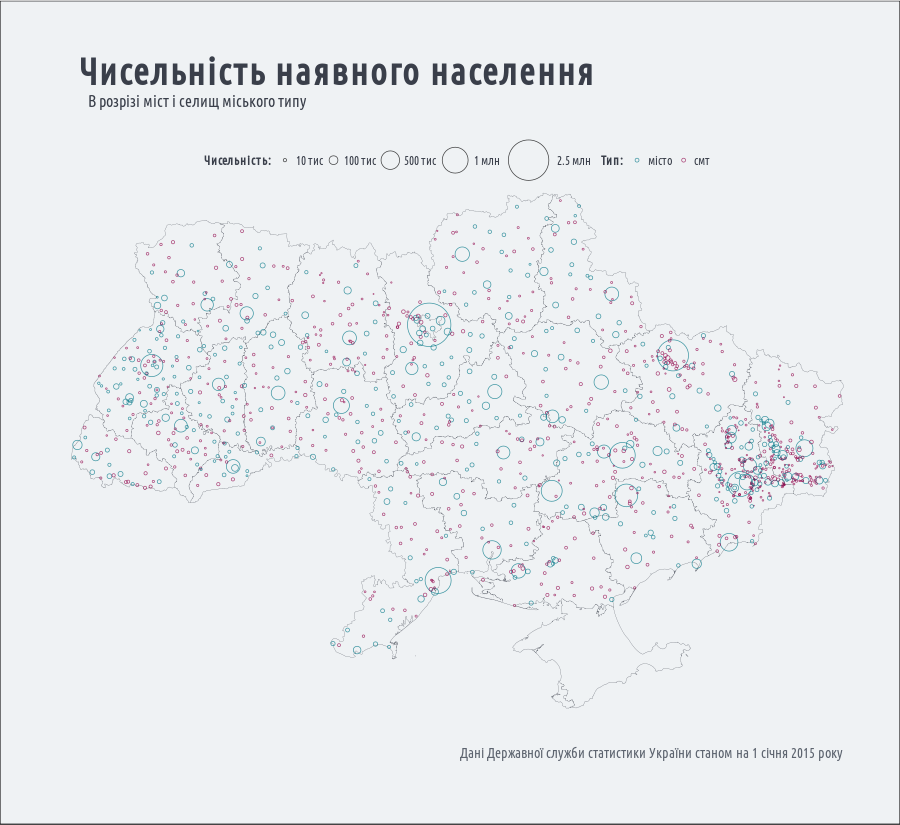 Чисельність наявного населення
В розрізі міст і селищ міського типу
Чисельність: 10 тис 100 тис 500 тис 1 млн 2.5 млн Тип: місто смт
Дані Державної служби статистики України станом на 1 січня 2015 року